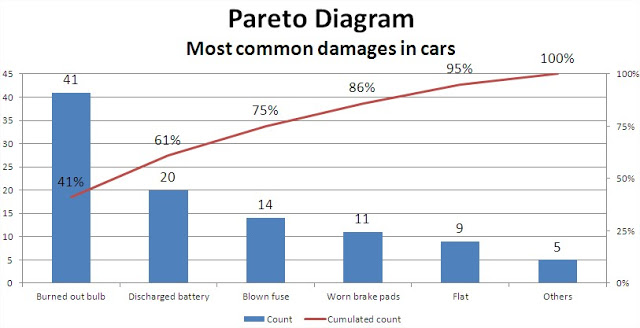 Pareto Diagram
Most common damages in cars
45
40
35
30
25
20
15
10
5
0
100%
75%
50%
25%
0%
41
20
14
11
9
5
41%
61%
75%
86%
95%
100%
Burned out bulb
Discharged battery
Blown fuse
Worn brake pads
Flat
Others
Count
Cumulated count